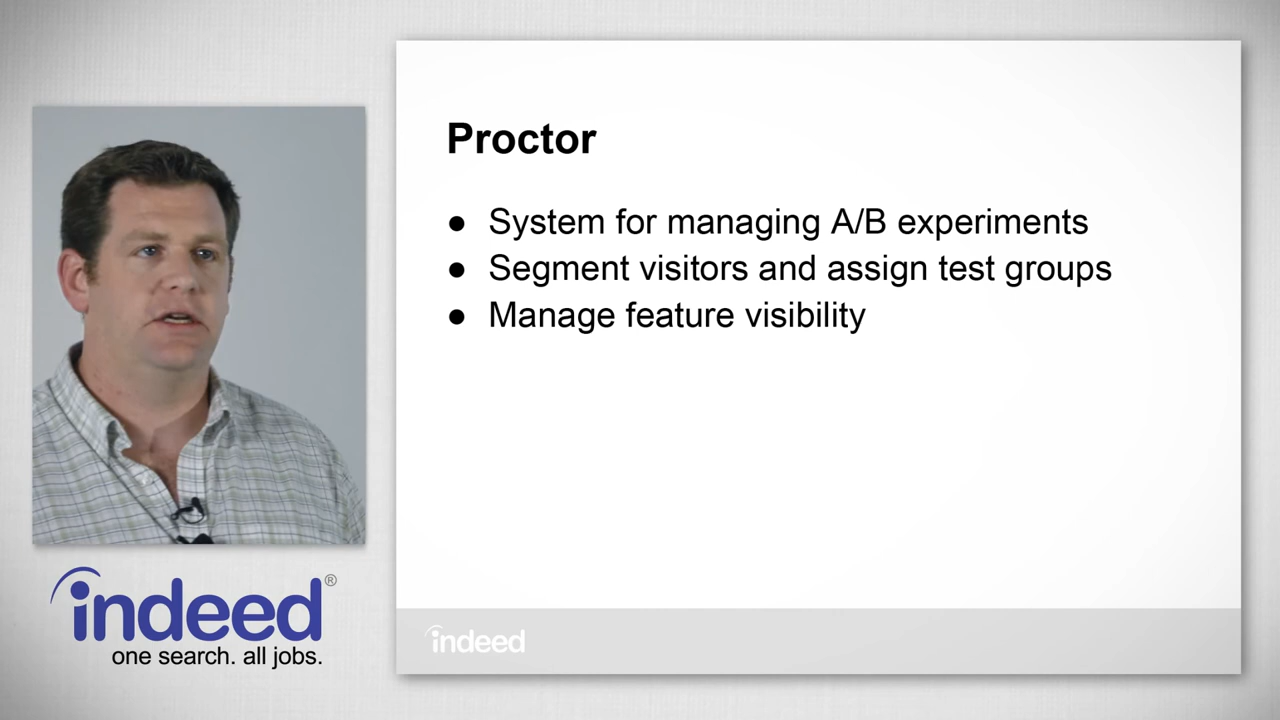 Proctor
● System for managing A/B experiments
● Segment visitors and assign test groups
● Manage feature visibility
indeed®
one search. all jobs.
indeed